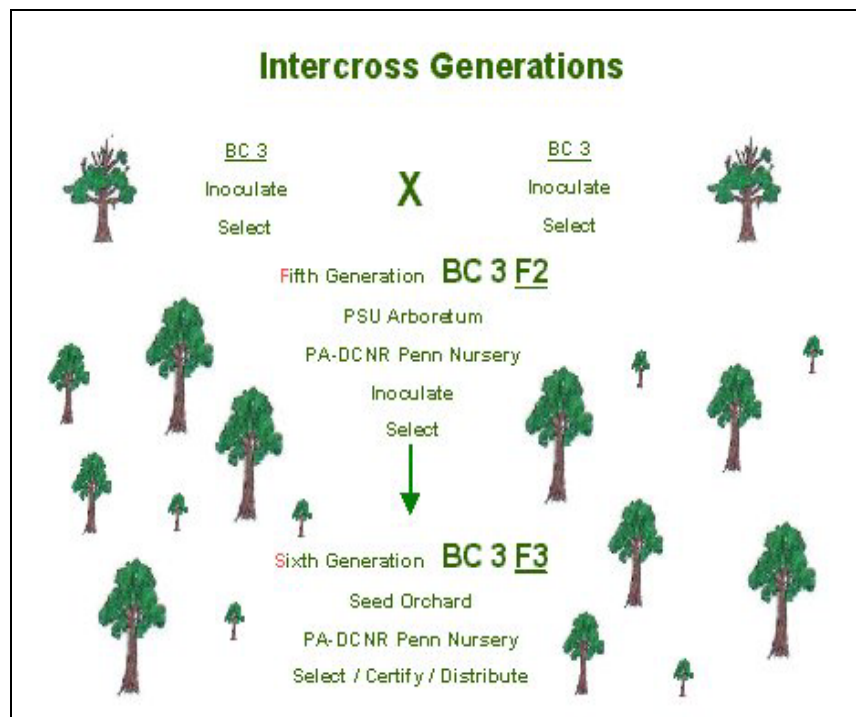 Intercross Generations
BC 3 BC 3
Inoculate X Inoculate
Select Select
Fifth Generation BC 3 F2
PSU Arboretum
PA-DCNR Penn Nursery
Inoculate
Select
Sixth Generation BC 3 F3
Seed Orchard
PA-DCNR Penn Nursery
Select / Certify / Distribute